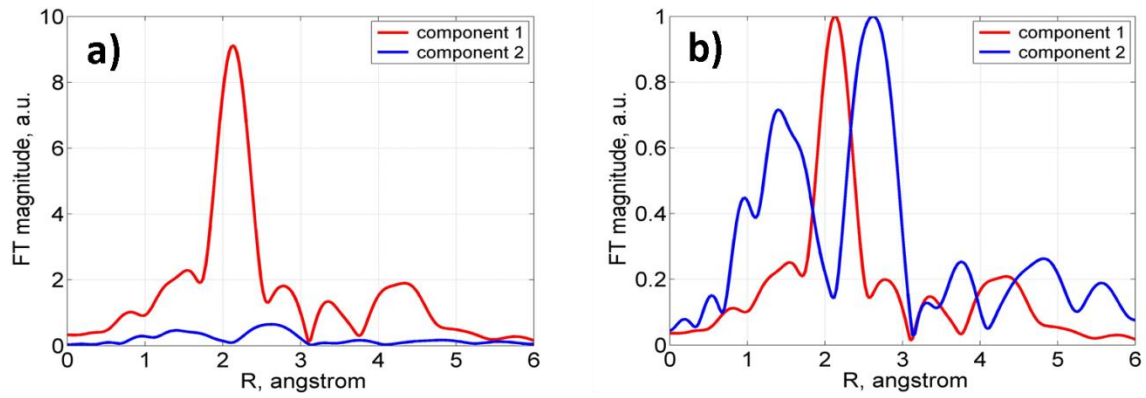 a)
component 1
component 2
FT magnitude, a.u.
10
8
6
4
2
0
0 1 2 3 4 5 6
R, angstrom
b)
component 1
component 2
FT magnitude, a.u.
1
0.8
0.6
0.4
0.2
0
0 1 2 3 4 5 6
R, angstrom